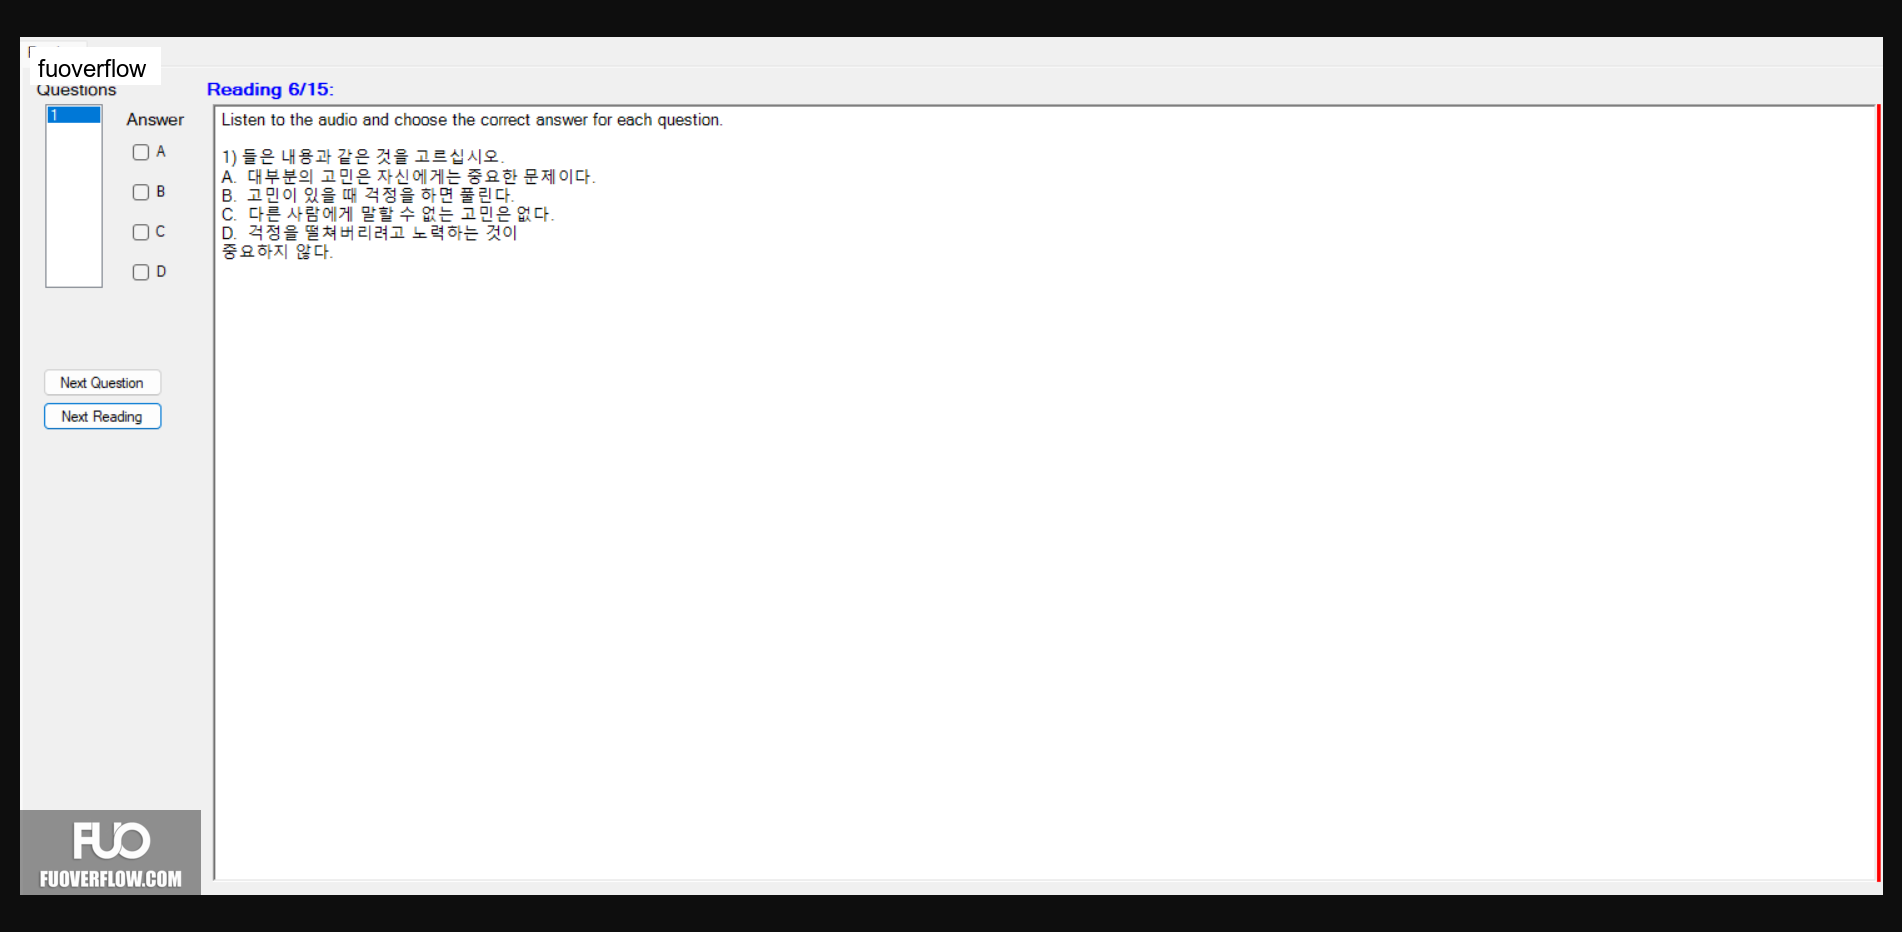 fuoverflow
Questions
Reading 6/15:
1
Answer
A
B
C
D
Listen to the audio and choose the correct answer for each question.
1) 들은 내용과 같은 것을 고르십시오.
A. 대부분의 고민은 자신에게는 중요한 문제이다.
B. 고민이 있을 때 걱정을 하면 풀린다.
C. 다른 사람에게 말할 수 없는 고민은 없다.
D. 걱정을 떨쳐버리려고 노력하는 것이
중요하지 않다.
Next Question
Next Reading
FUO
FUOVERFLOW.COM